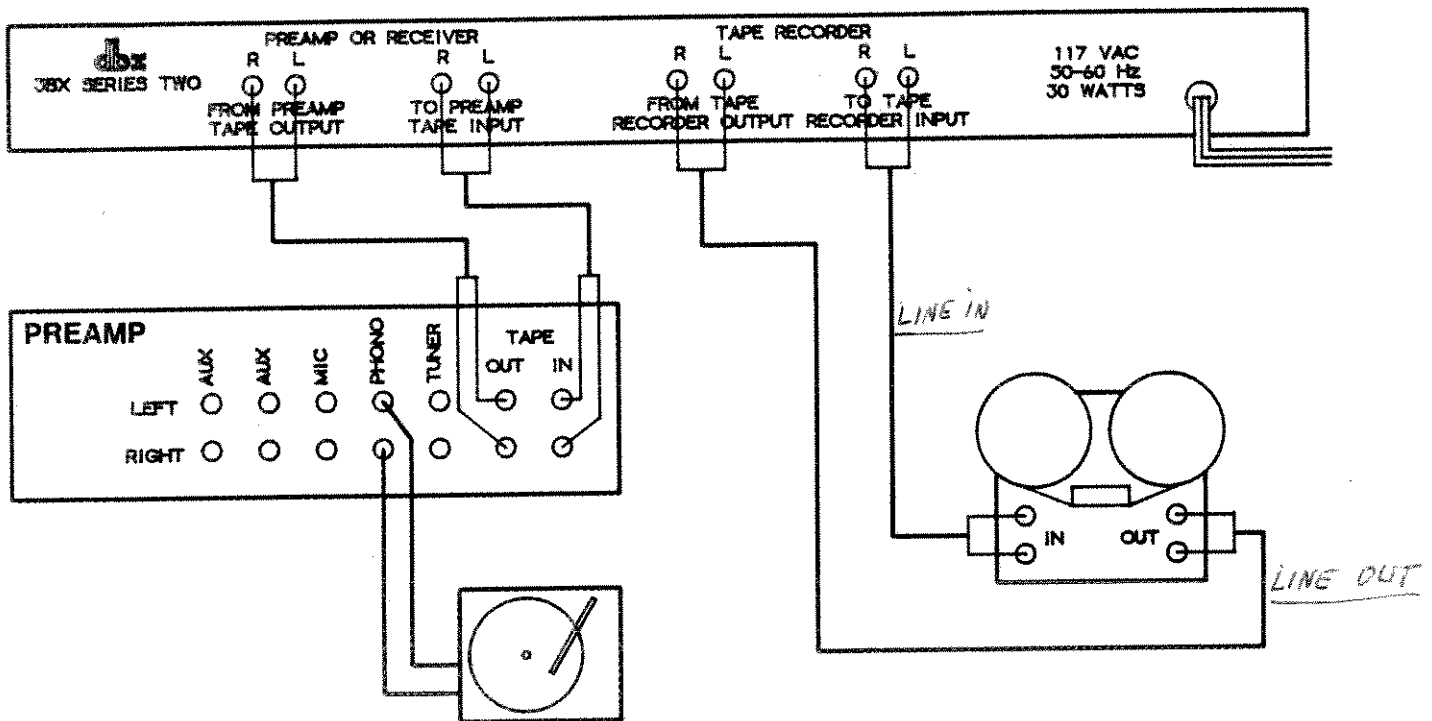 PREAMP OR RECEIVER
TAPE RECORDER
dbx
3BX SERIES TWO
R L R L R L R L
FROM PREAMP
TAPE OUTPUT
TO PREAMP
TAPE INPUT
FROM TAPE
RECORDER OUTPUT
TO TAPE
RECORDER INPUT
117 VAC
50-60 Hz
30 WATTS
PREAMP
AUX AUX MIC PHONO TUNER
TAPE
OUT IN
LEFT
RIGHT
LINE IN
IN OUT
LINE OUT